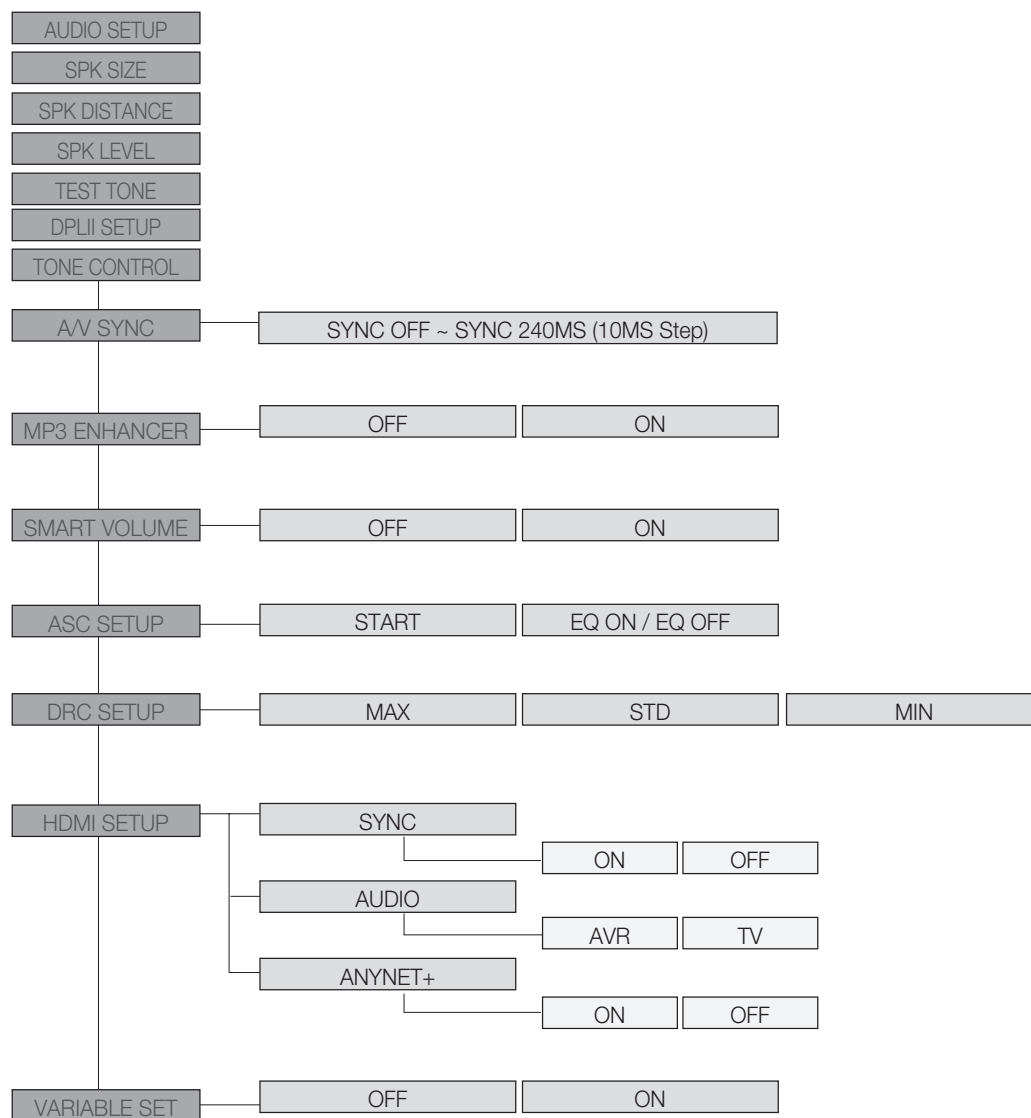 AUDIO SETUP
SPK SIZE
SPK DISTANCE
SPK LEVEL
TEST TONE
DPLII SETUP
TONE CONTROL
A/V SYNC
SYNC OFF ~ SYNC 240MS (10MS Step)
MP3 ENHANCER
OFF ON
SMART VOLUME
OFF ON
ASC SETUP
START EQ ON / EQ OFF
DRC SETUP
MAX STD MIN
HDMI SETUP
SYNC
ON OFF
AUDIO
AVR TV
ANYNET+
ON OFF
VARIABLE SET
OFF ON